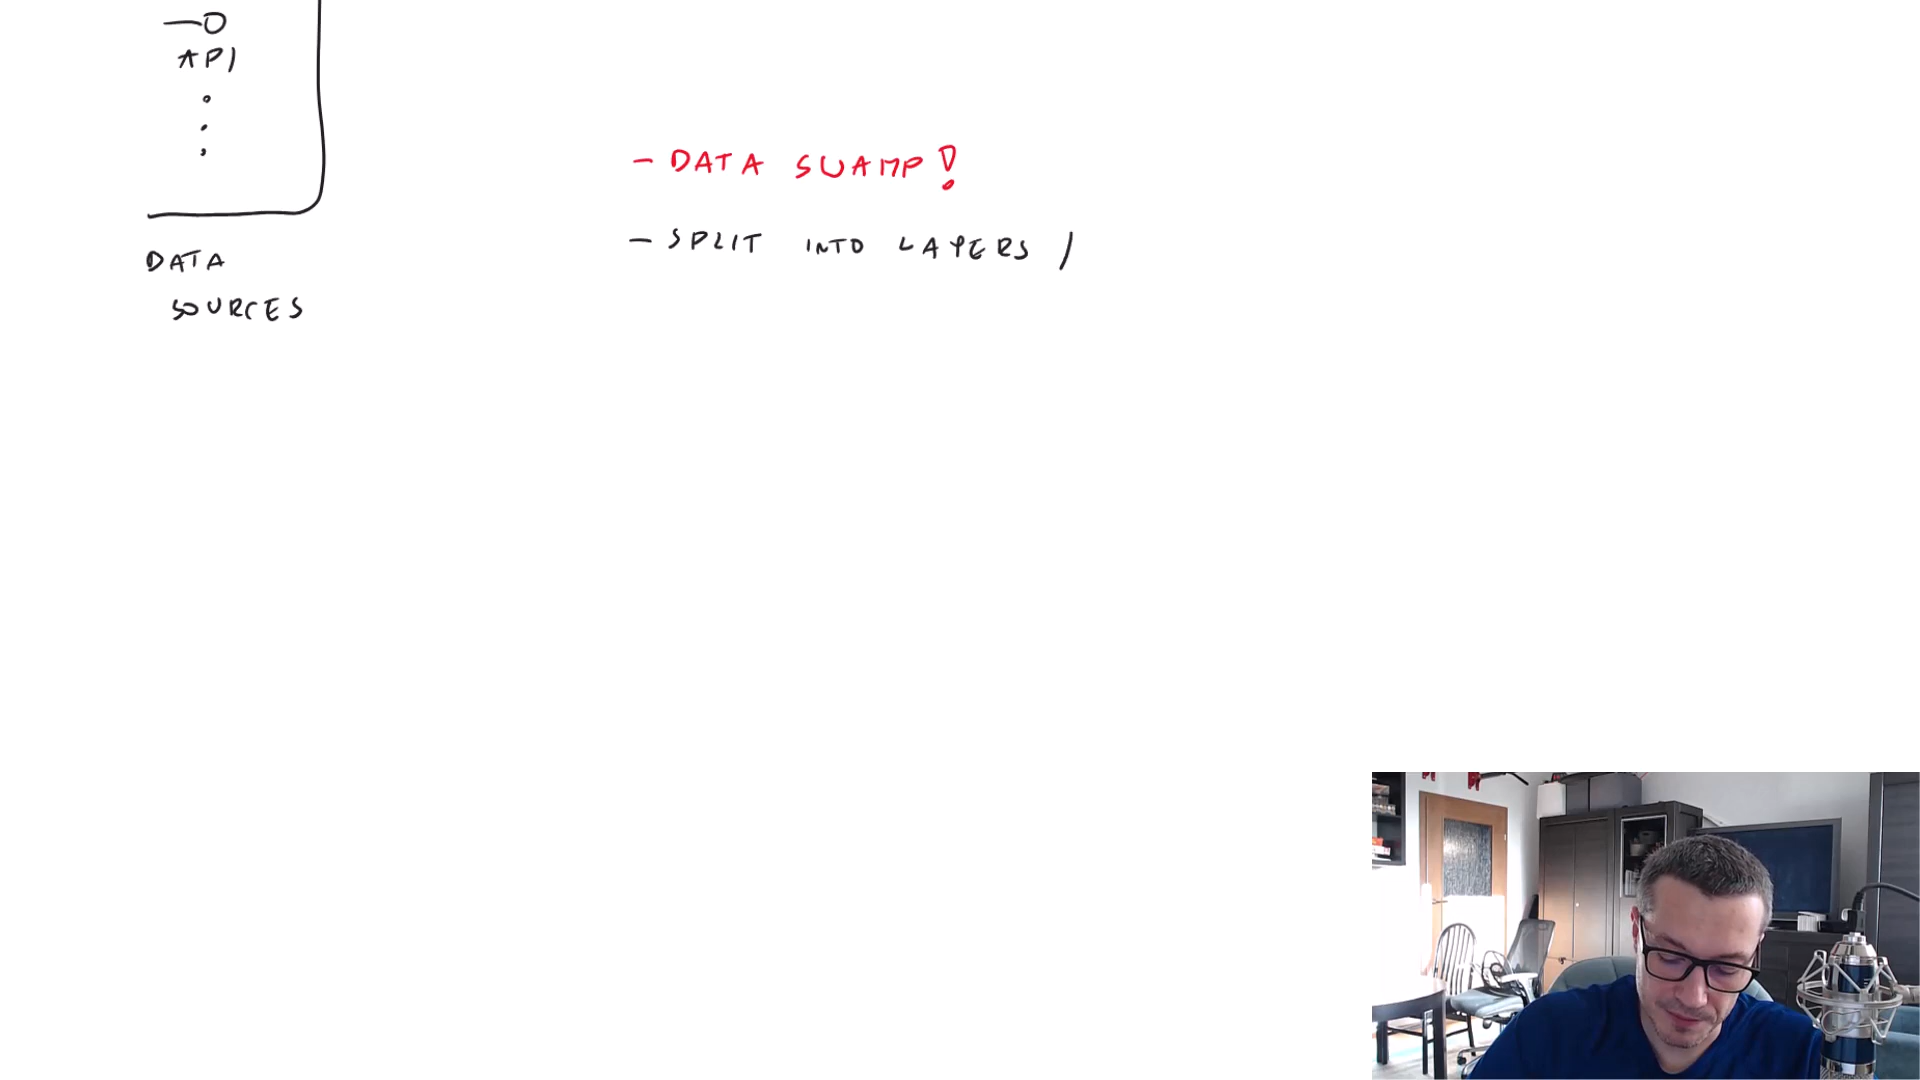 API
- DATA SWAMP!
- SPLIT INTO LAYERS /
DATA
SOURCES